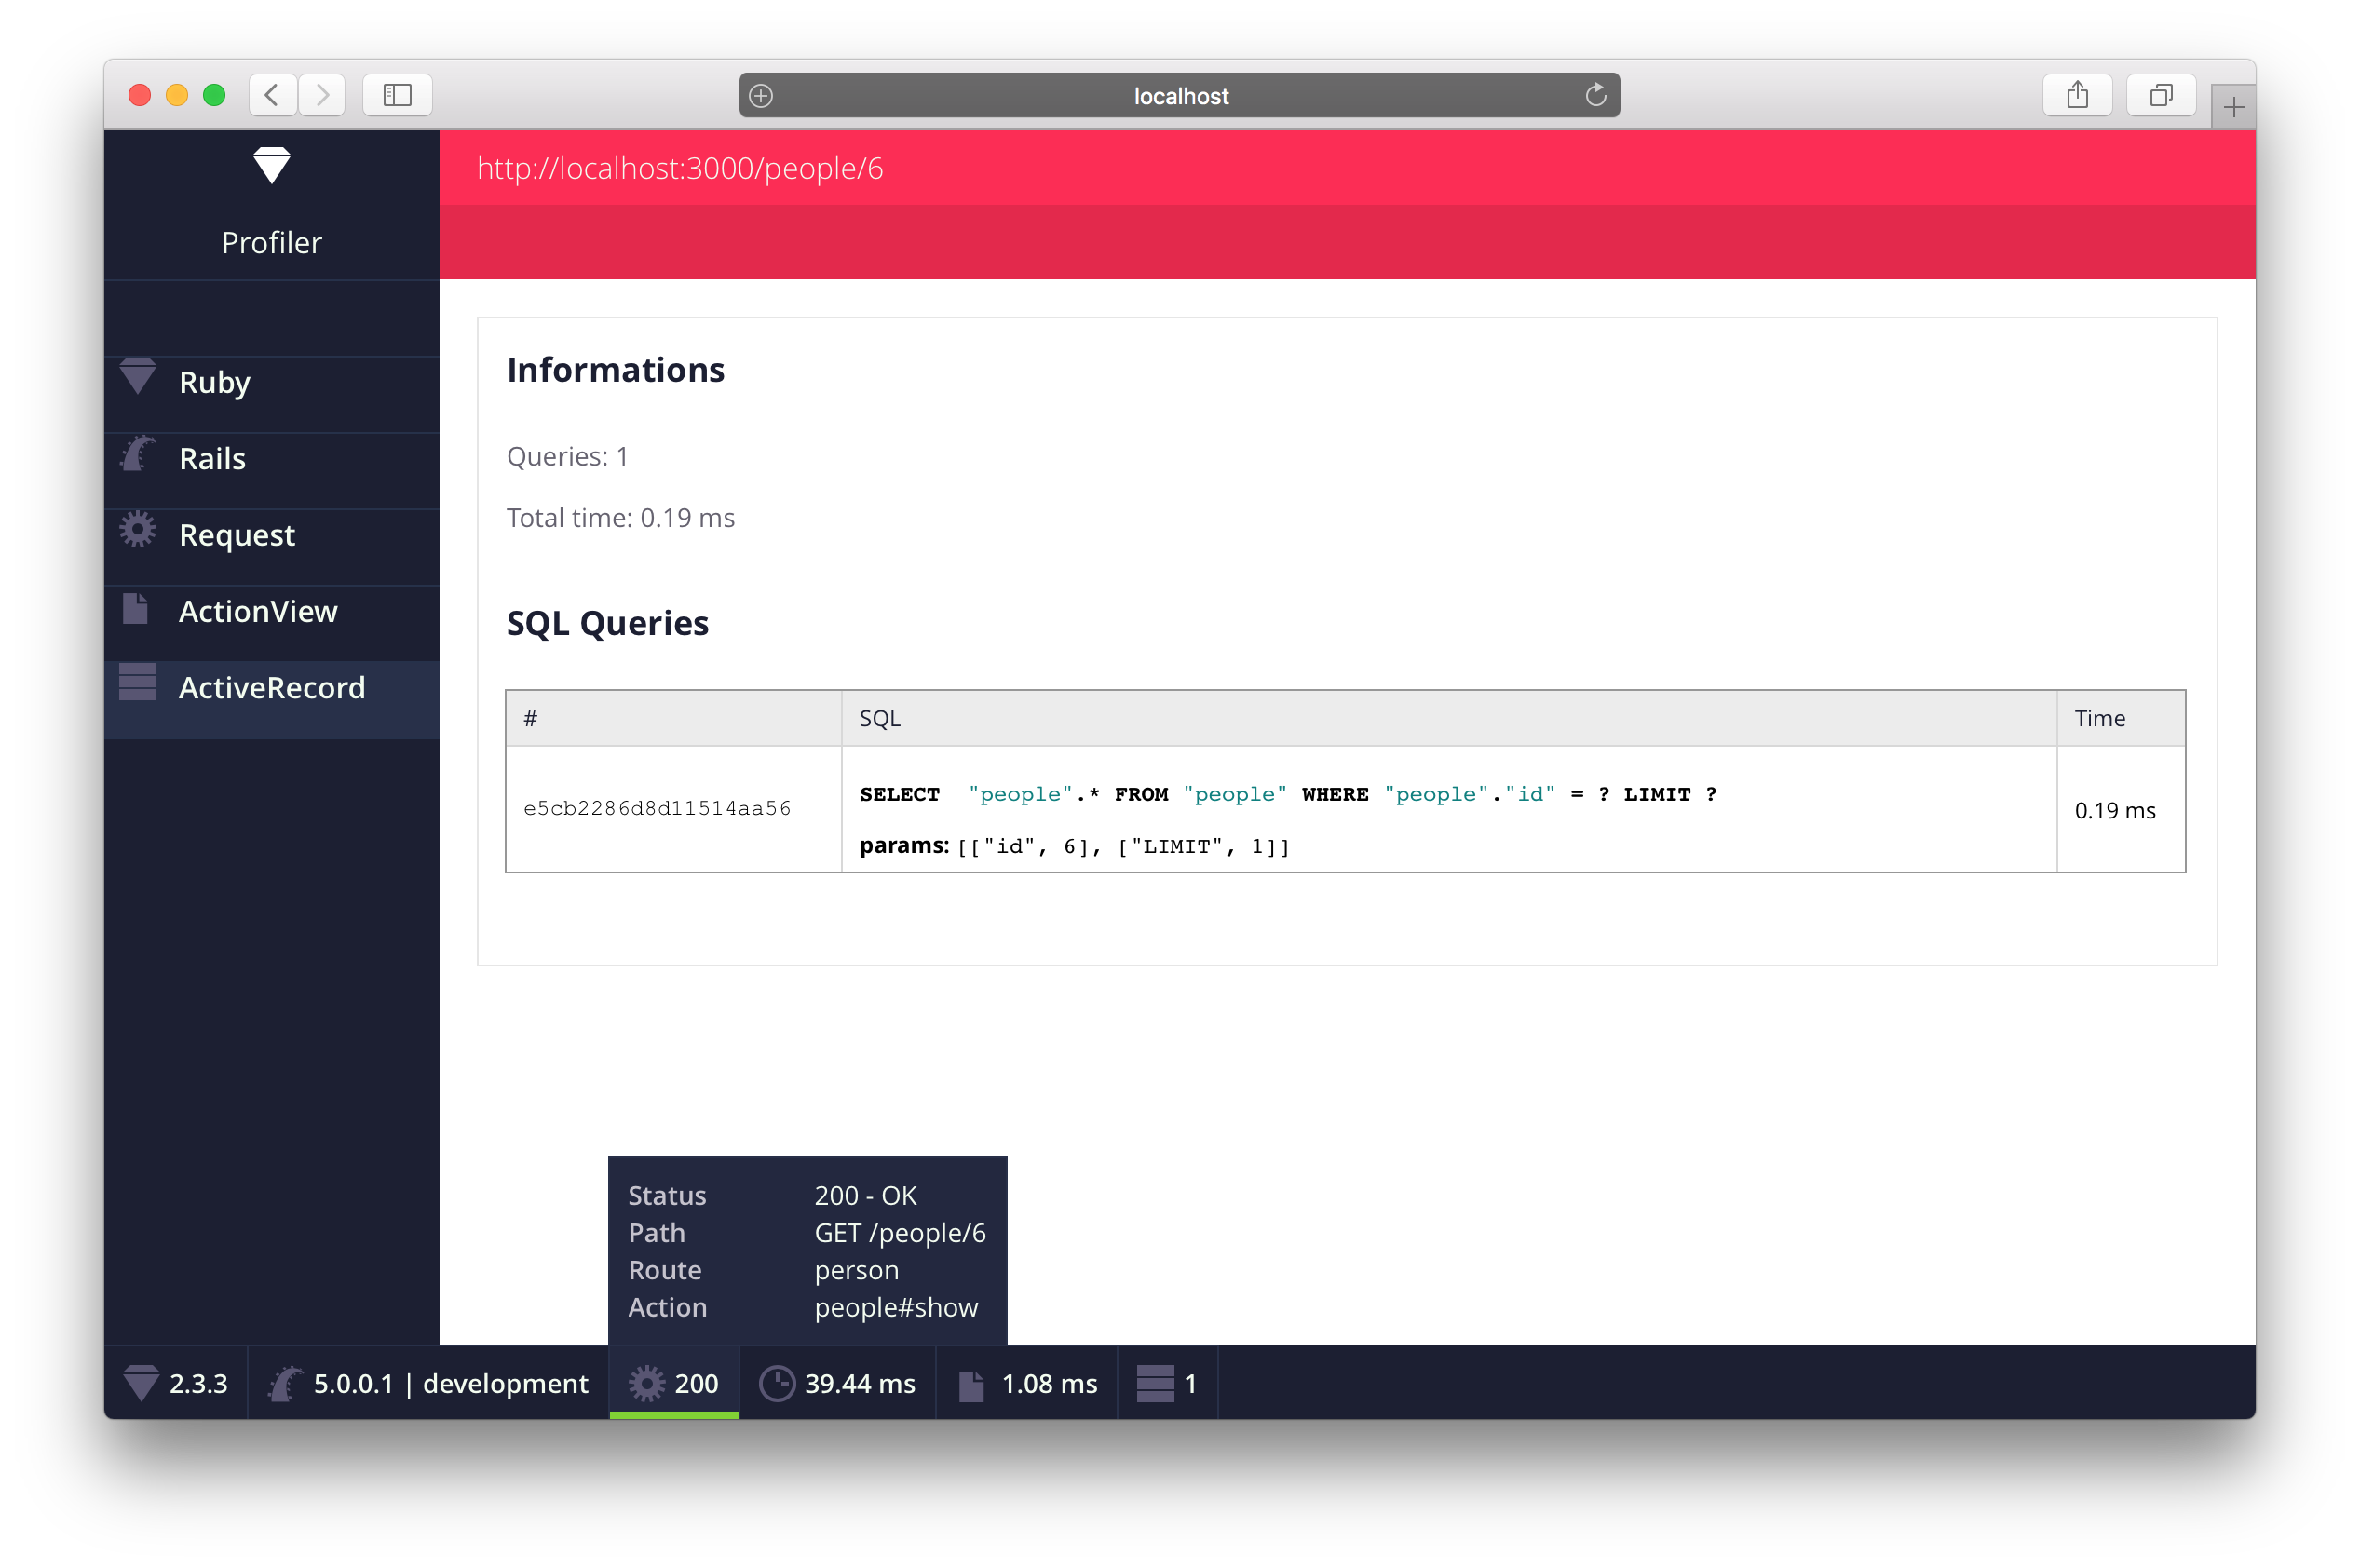 localhost
Profiler
http://localhost:3000/people/6
Ruby
Rails
Request
ActionView
ActiveRecord
Informations
Queries: 1
Total time: 0.19 ms
SQL Queries
# SQL Time
e5cb2286d8d11514aa56
SELECT  "people".* FROM "people" WHERE "people"."id" = ? LIMIT ?
params: [["id", 6], ["LIMIT", 1]]
0.19 ms
Status 200 - OK
Path GET /people/6
Route person
Action people#show
2.3.3 5.0.0.1 | development 200 39.44 ms 1.08 ms 1